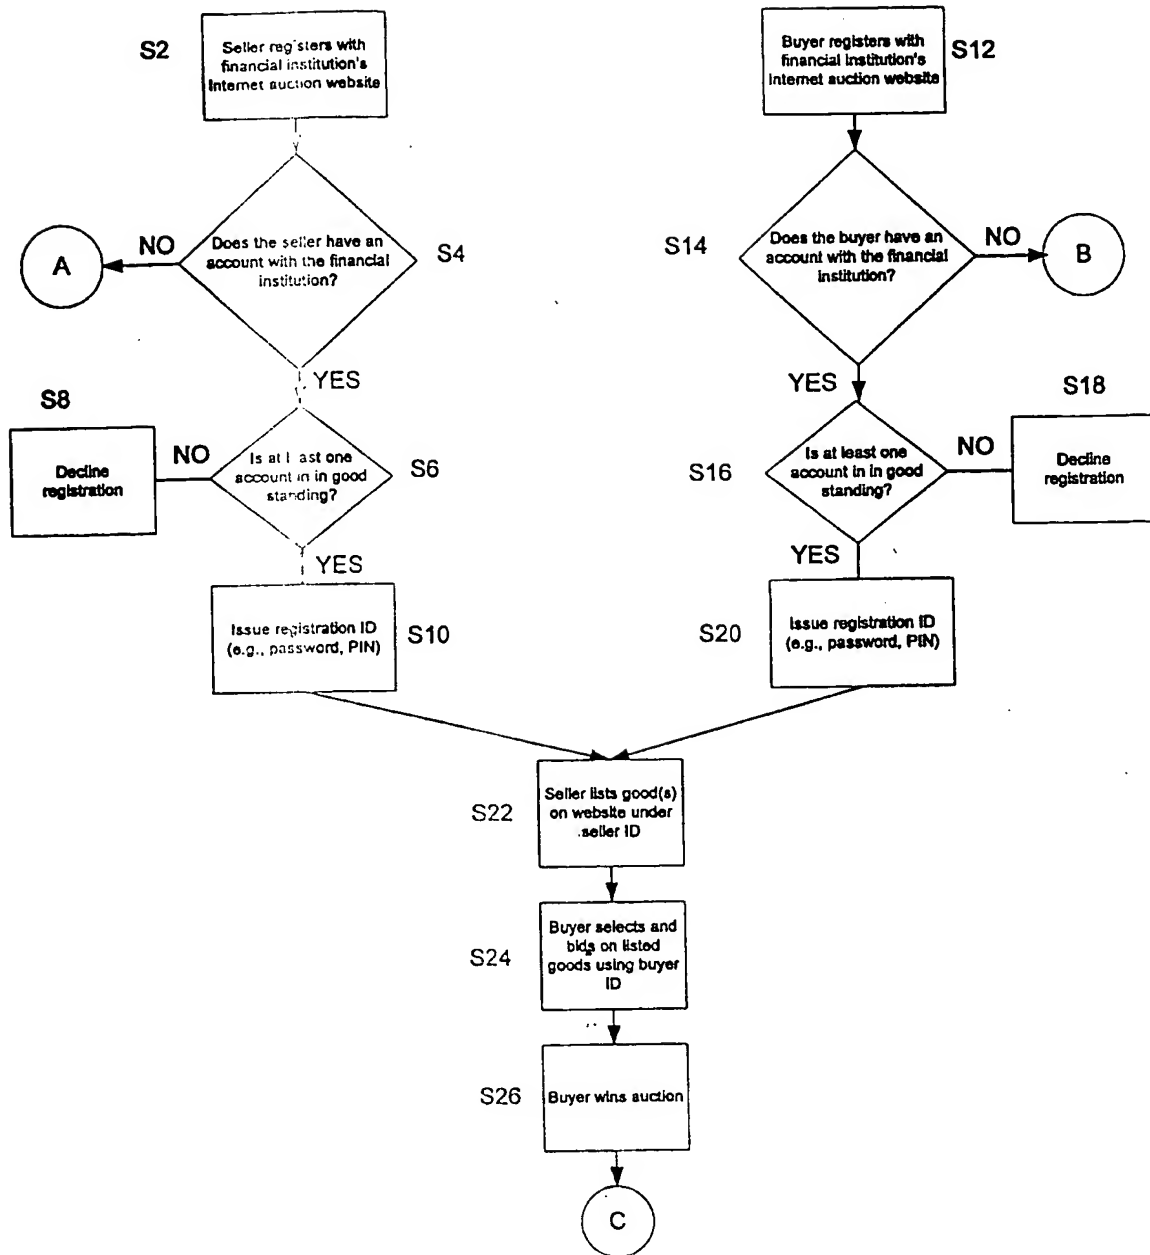 S2
Seller registers with
financial institution's
Internet auction website
Buyer registers with
financial institution's
Internet auction website
S12
A
NO
Does the seller have an
account with the financial
institution?
S4
S14
Does the buyer have an
account with the financial
institution?
NO
B
YES
YES
S8
S18
Decline
registration
NO
Is at least one
account in in good
standing?
S6
S16
Is at least one
account in in good
standing?
NO
Decline
registration
YES
YES
Issue registration ID
(e.g., password, PIN)
S10
S20
Issue registration ID
(e.g., password, PIN)
S22
Seller lists good(s)
on website under
seller ID
S24
Buyer selects and
bids on listed
goods using buyer
ID
S26
Buyer wins auction
C